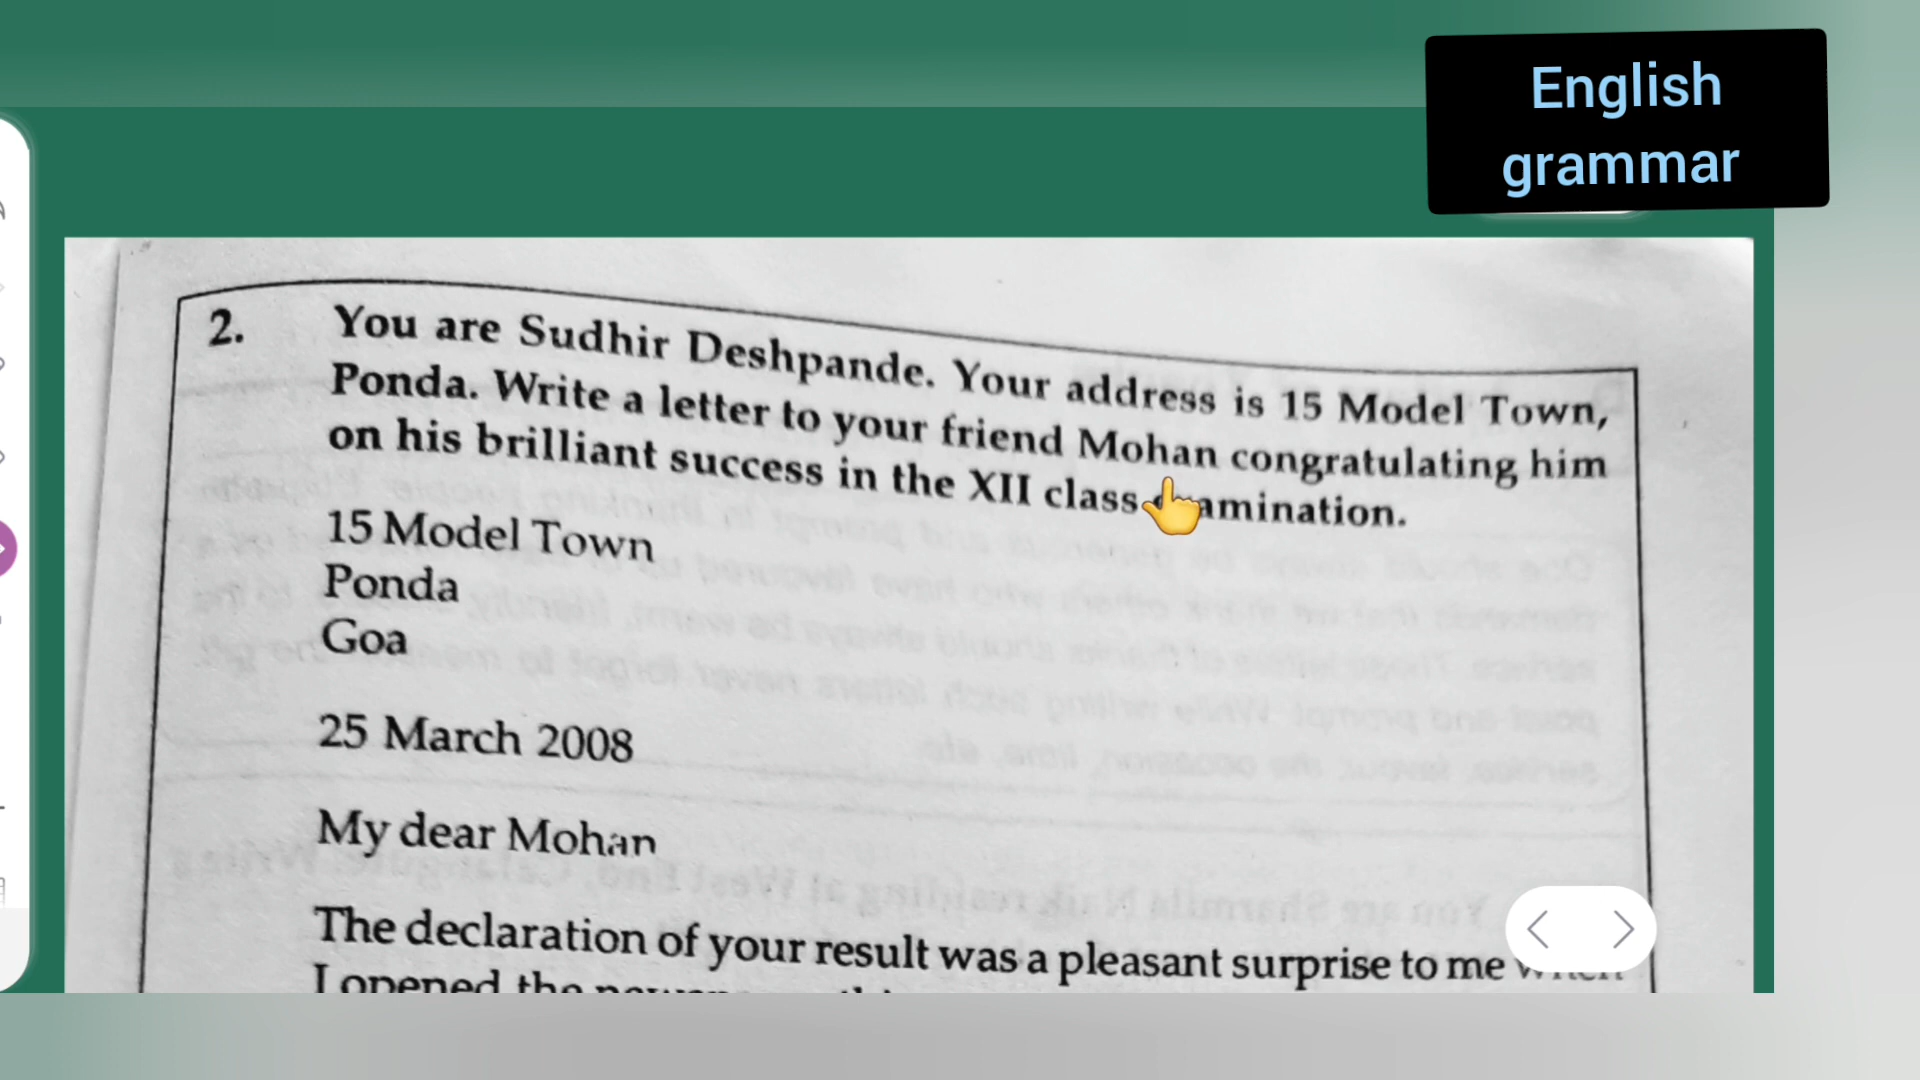 English
grammar
2. You are Sudhir Deshpande. Your address is 15 Model Town,
Ponda. Write a letter to your friend Mohan congratulating him
on his brilliant success in the XII class examination.
15 Model Town
Ponda
Goa
25 March 2008
My dear Mohan
The declaration of your result was a pleasant surprise to me when
I opened the